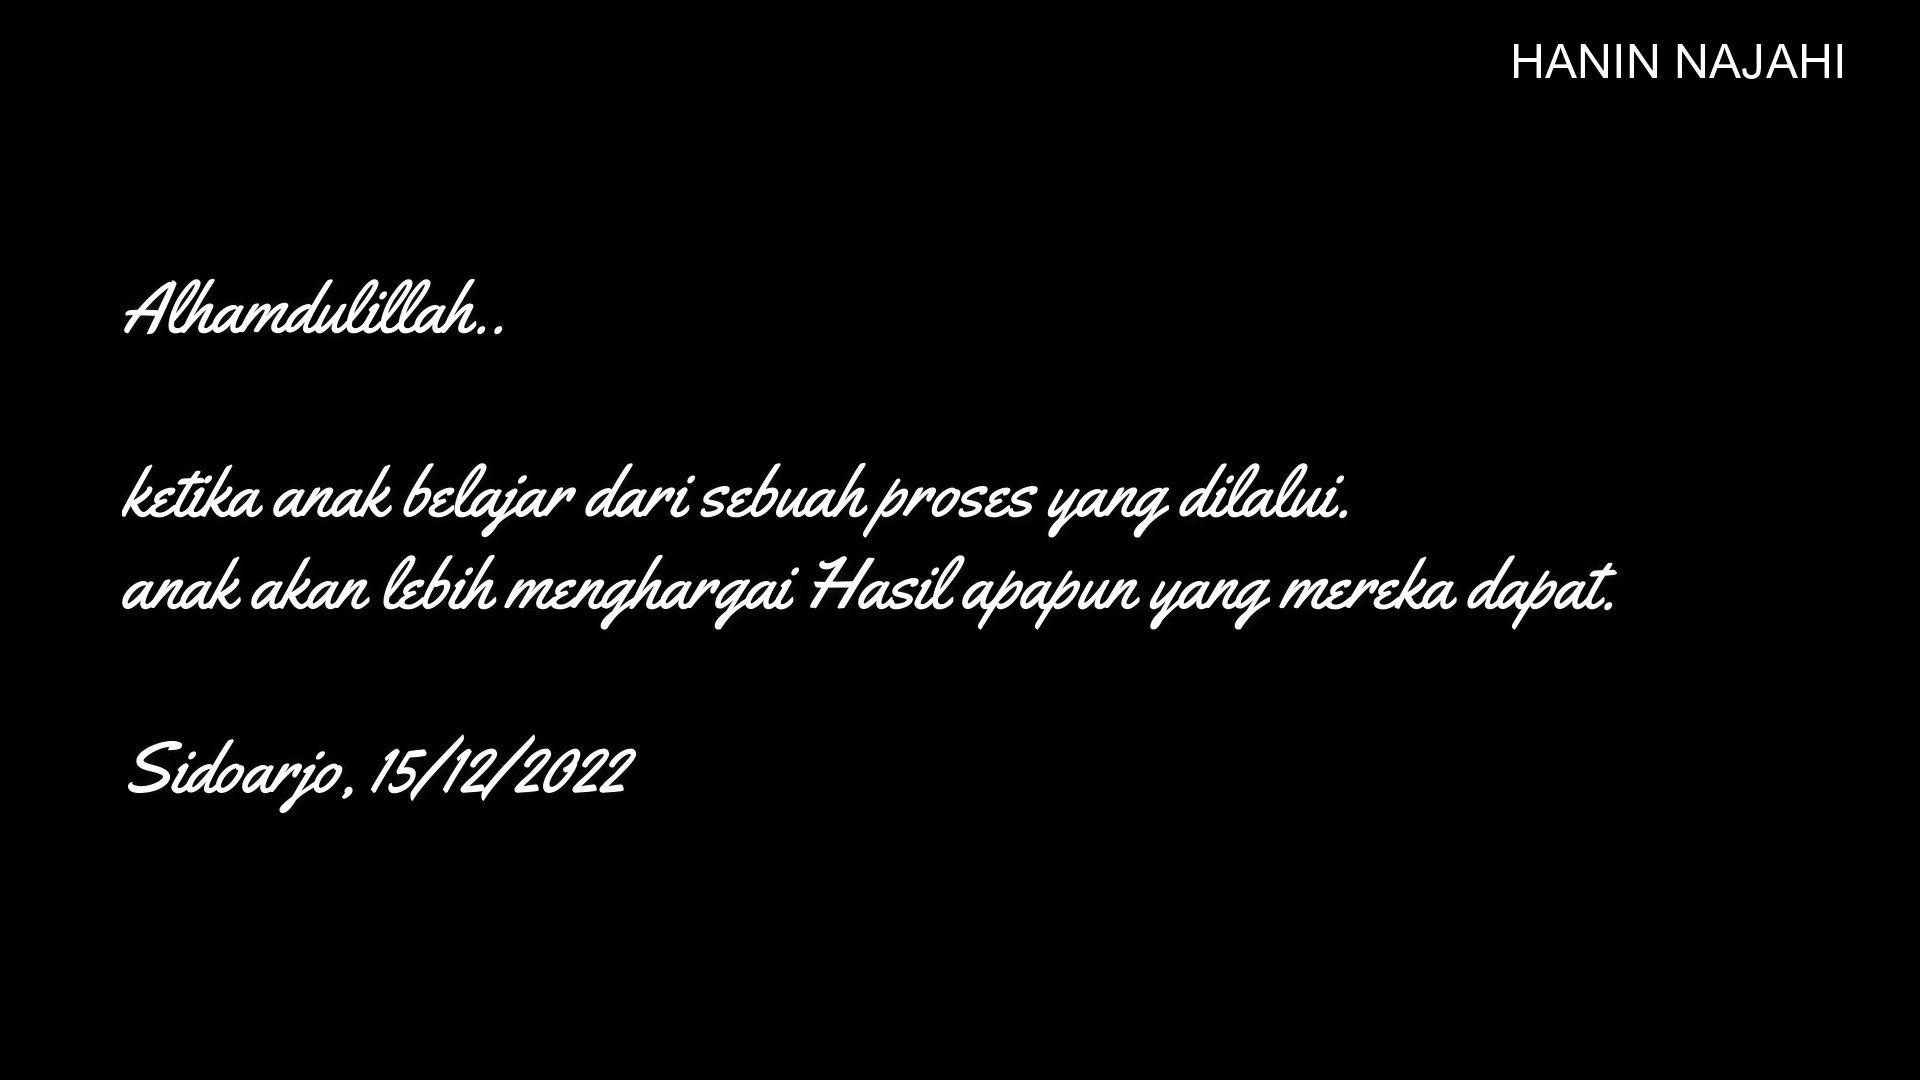 HANIN NAJAHI
Alhamdulillah..
ketika anak belajar dari sebuah proses yang dilalui.
anak akan lebih menghargai Hasil apapun yang mereka dapat.
Sidoarjo, 15/12/2022